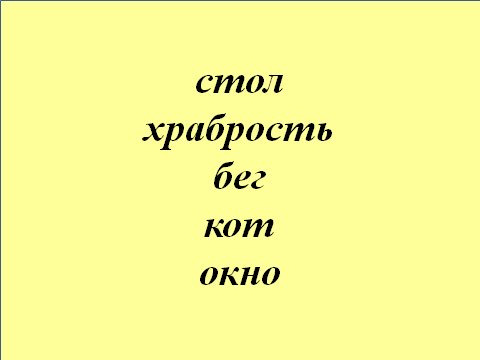 стол
храбрость
бег
кот
окно